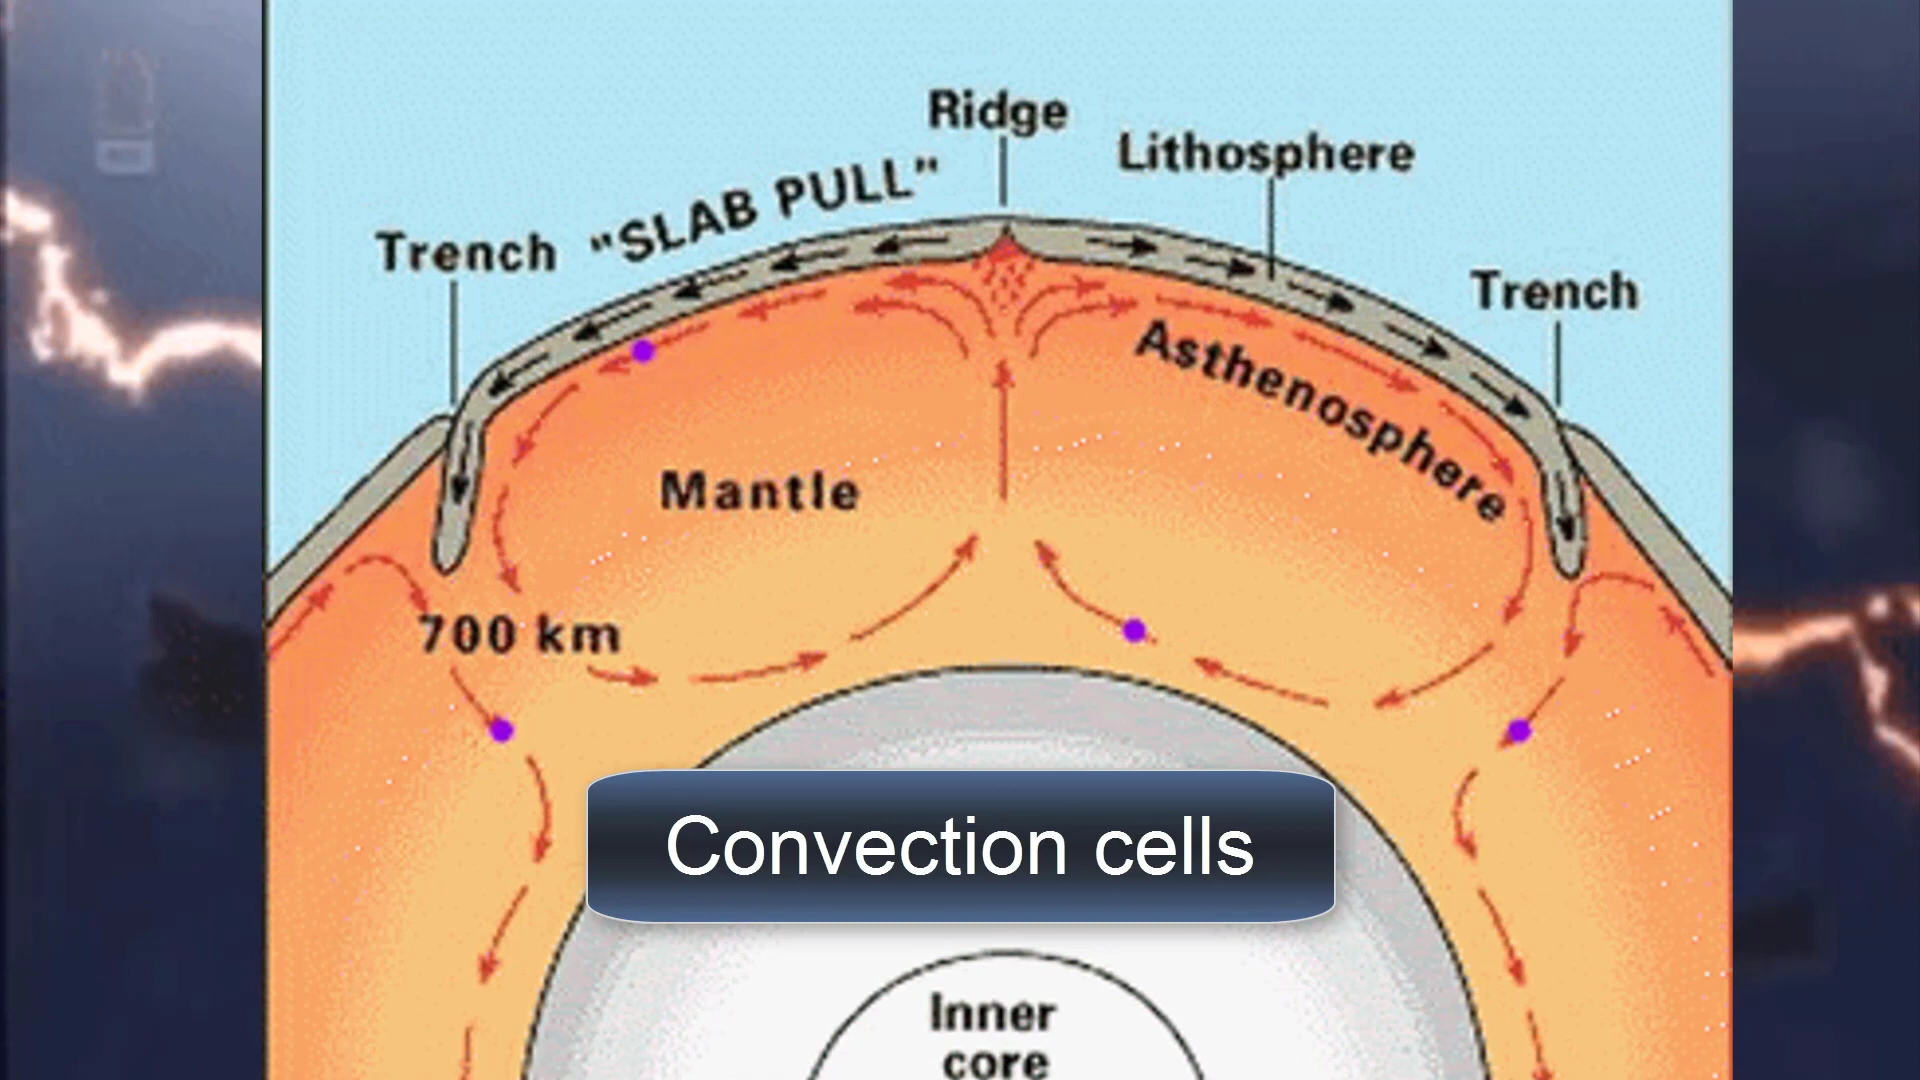 Ridge
Lithosphere
"SLAB PULL"
Trench
Trench
Asthenosphere
Mantle
700 km
Convection cells
Inner
core